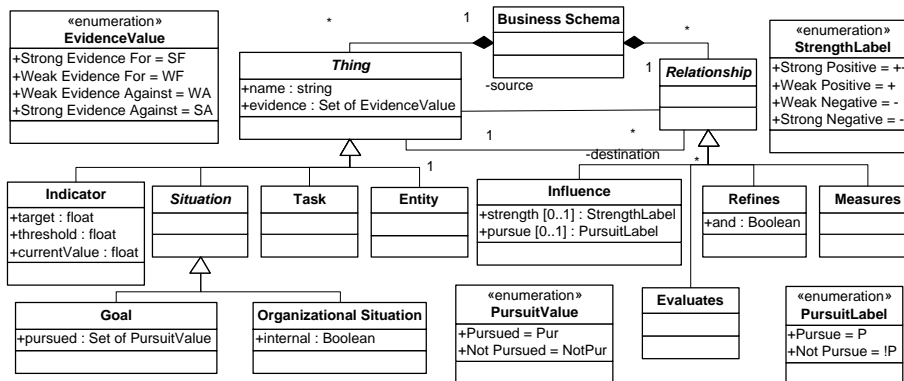 «enumeration»
EvidenceValue
+Strong Evidence For = SF
+Weak Evidence For = WF
+Weak Evidence Against = WA
+Strong Evidence Against = SA
*
1
Business Schema
*
Thing
+name : string
+evidence : Set of EvidenceValue
-source
1
Relationship
«enumeration»
StrengthLabel
+Strong Positive = +
+Weak Positive = +
+Weak Negative = -
+Strong Negative = -
1
*
-destination
1
*
Indicator
+target : float
+threshold : float
+currentValue : float
Situation
Task
Entity
Influence
+strength [0..1] : StrengthLabel
+pursue [0..1] : PursuitLabel
Refines
+and : Boolean
Measures
Goal
+pursued : Set of PursuitValue
Organizational Situation
+internal : Boolean
«enumeration»
PursuitValue
+Pursued = Pur
+Not Pursued = NotPur
Evaluates
«enumeration»
PursuitLabel
+Pursue = P
+Not Pursue = !P